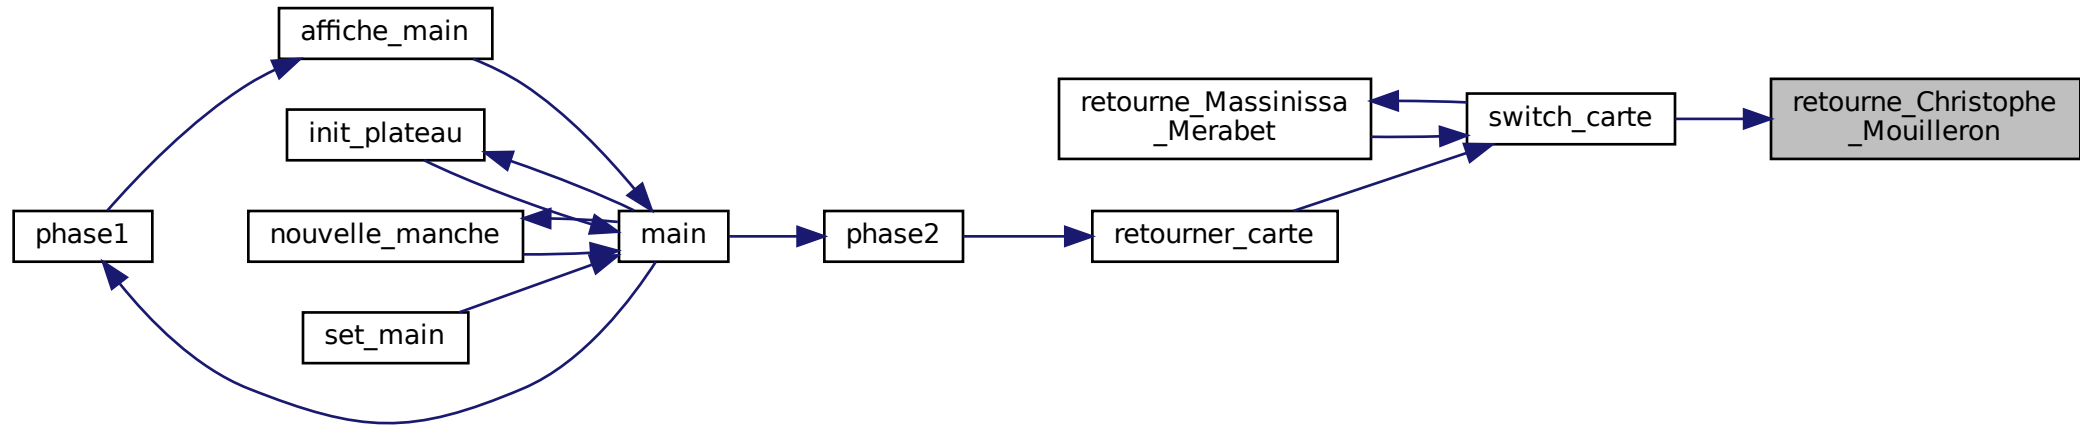 affiche_main
init_plateau
phase1
nouvelle_manche
main
set_main
phase2
retourne_Massinissa
_Merabet
retourner_carte
switch_carte
retourne_Christophe
_Mouilleron